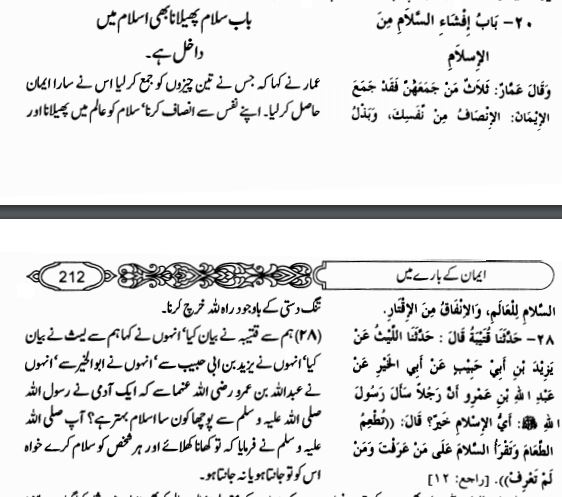 ۲۰- بَابُ إِفْشَاءِ السَّلَامِ مِنَ
الإِسلَامِ
وَقَالَ عَمَّارٌ: ثَلَاثٌ مَنْ جَمَعَهُنَّ فَقَدْ جَمَعَ
الإِيْمَانَ: الإِنْصَافُ مِنْ نَّفْسِكَ، وَبَذْلُ
باب سلام پھیلانا بھی اسلام میں
داخل ہے۔
عمار نے کہا کہ جس نے تین چیزوں کو جمع کر لیا اس نے سارا ایمان
حاصل کر لیا۔ اپنے نفس سے انصاف کرنا‘ سلام کو عالم میں پھیلانا اور
ایمان کے بارے میں
212
السَّلَامِ لِلْعَالَمِ، وَالإِنْفَاقُ مِنَ الإِقْتَارِ.
۲۸- حَدَّثَنَا قُتَيْبَةُ قَالَ : حَدَّثَنَا اللَّيْثُ عَنْ
يَزِيْدَ بْنِ أَبِيْ حَبِيْبٍ عَنْ أَبِي الْخَيْرِ عَنْ
عَبْدِ اللهِ بْنِ عَمْرٍو أَنَّ رَجُلاً سَأَلَ رَسُولَ
اللهِ ﷺ: أَيُّ الإِسْلَامِ خَيْرٌ؟ قَالَ: ((تُطْعِمُ
الطَّعَامَ وَتَقْرَأُ السَّلَامَ عَلَى مَنْ عَرَفْتَ وَمَنْ
لَمْ تَعْرِفْ)). [راجع: ۱۲]
تنگ دستی کے باوجود راہ للہ خرچ کرنا۔
(۲۸) ہم سے قتیبہ نے بیان کیا‘ انہوں نے کہا ہم سے لیث نے بیان
کیا‘ انہوں نے یزید بن ابی حبیب سے‘ انہوں نے ابوالخیر سے‘ انہوں
نے عبداللہ بن عمرو رضی اللہ عنہما سے کہ ایک آدمی نے رسول اللہ
صلی اللہ علیہ و سلم سے پوچھا کون سا اسلام بہتر ہے؟ آپ صلی اللہ
علیہ و سلم نے فرمایا کہ تو کھانا کھلائے اور ہر شخص کو سلام کرے خواہ
اس کو تو جانتا ہو یا نہ جانتا ہو۔